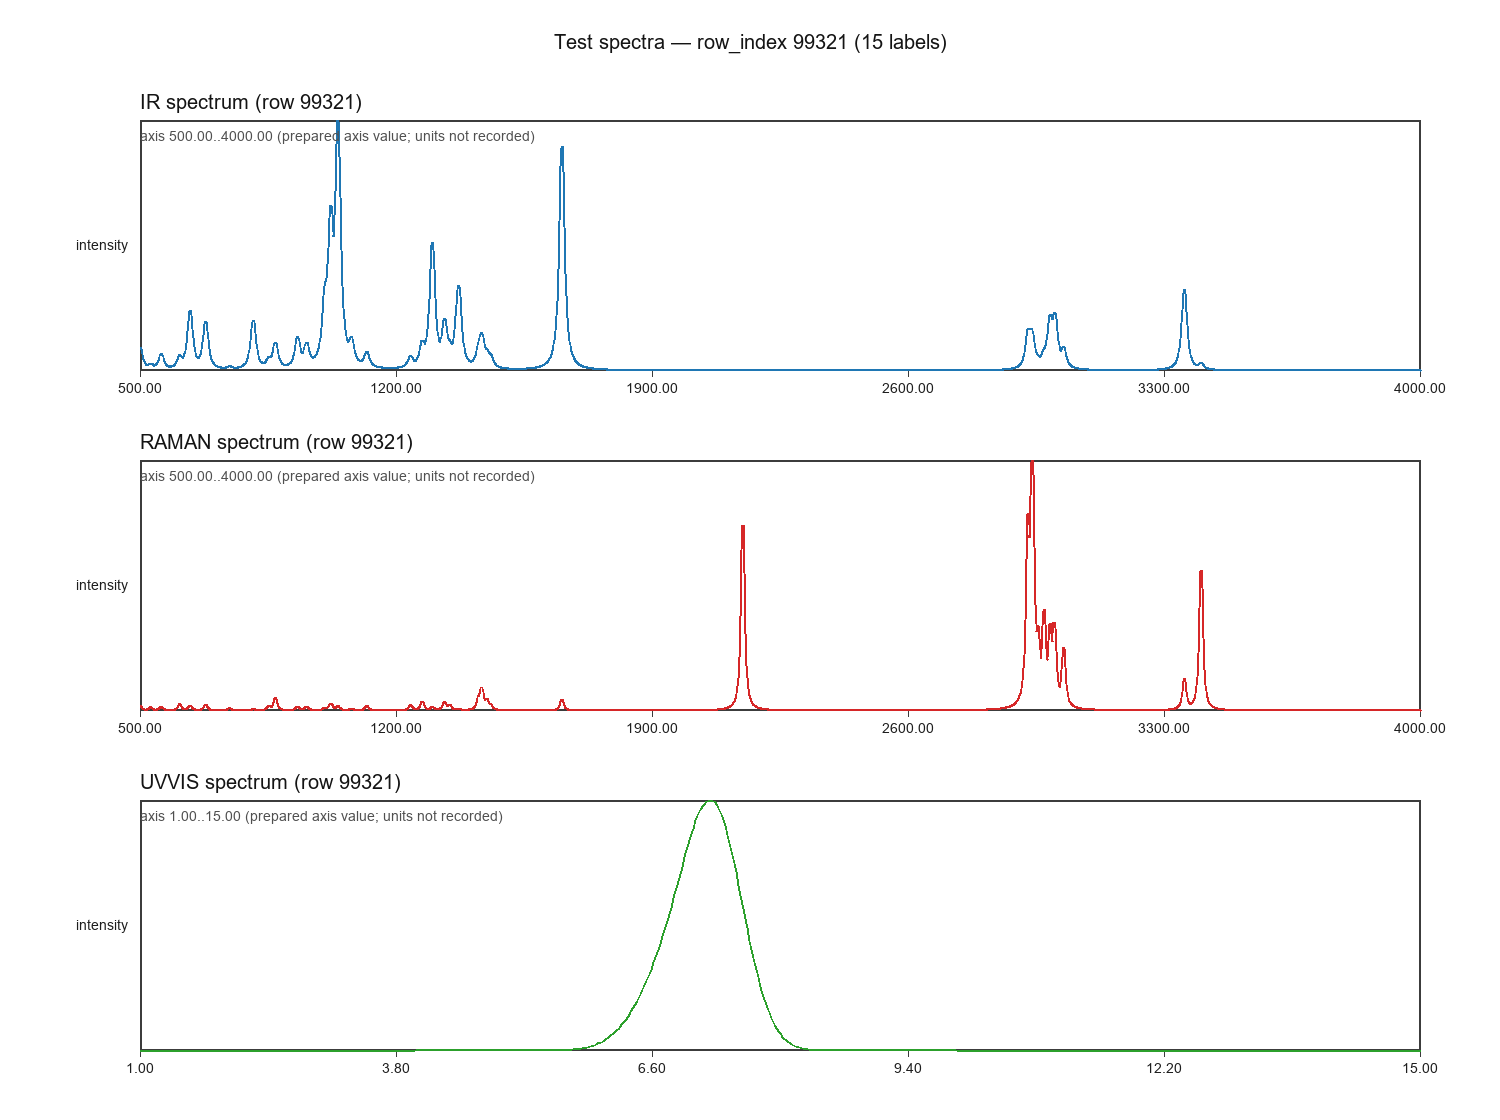 Test spectra — row_index 99321 (15 labels)
IR spectrum (row 99321)
axis 500.00..4000.00 (prepared axis value; units not recorded)
intensity
500.00 1200.00 1900.00 2600.00 3300.00 4000.00
RAMAN spectrum (row 99321)
axis 500.00..4000.00 (prepared axis value; units not recorded)
intensity
500.00 1200.00 1900.00 2600.00 3300.00 4000.00
UVVIS spectrum (row 99321)
axis 1.00..15.00 (prepared axis value; units not recorded)
intensity
1.00 3.80 6.60 9.40 12.20 15.00